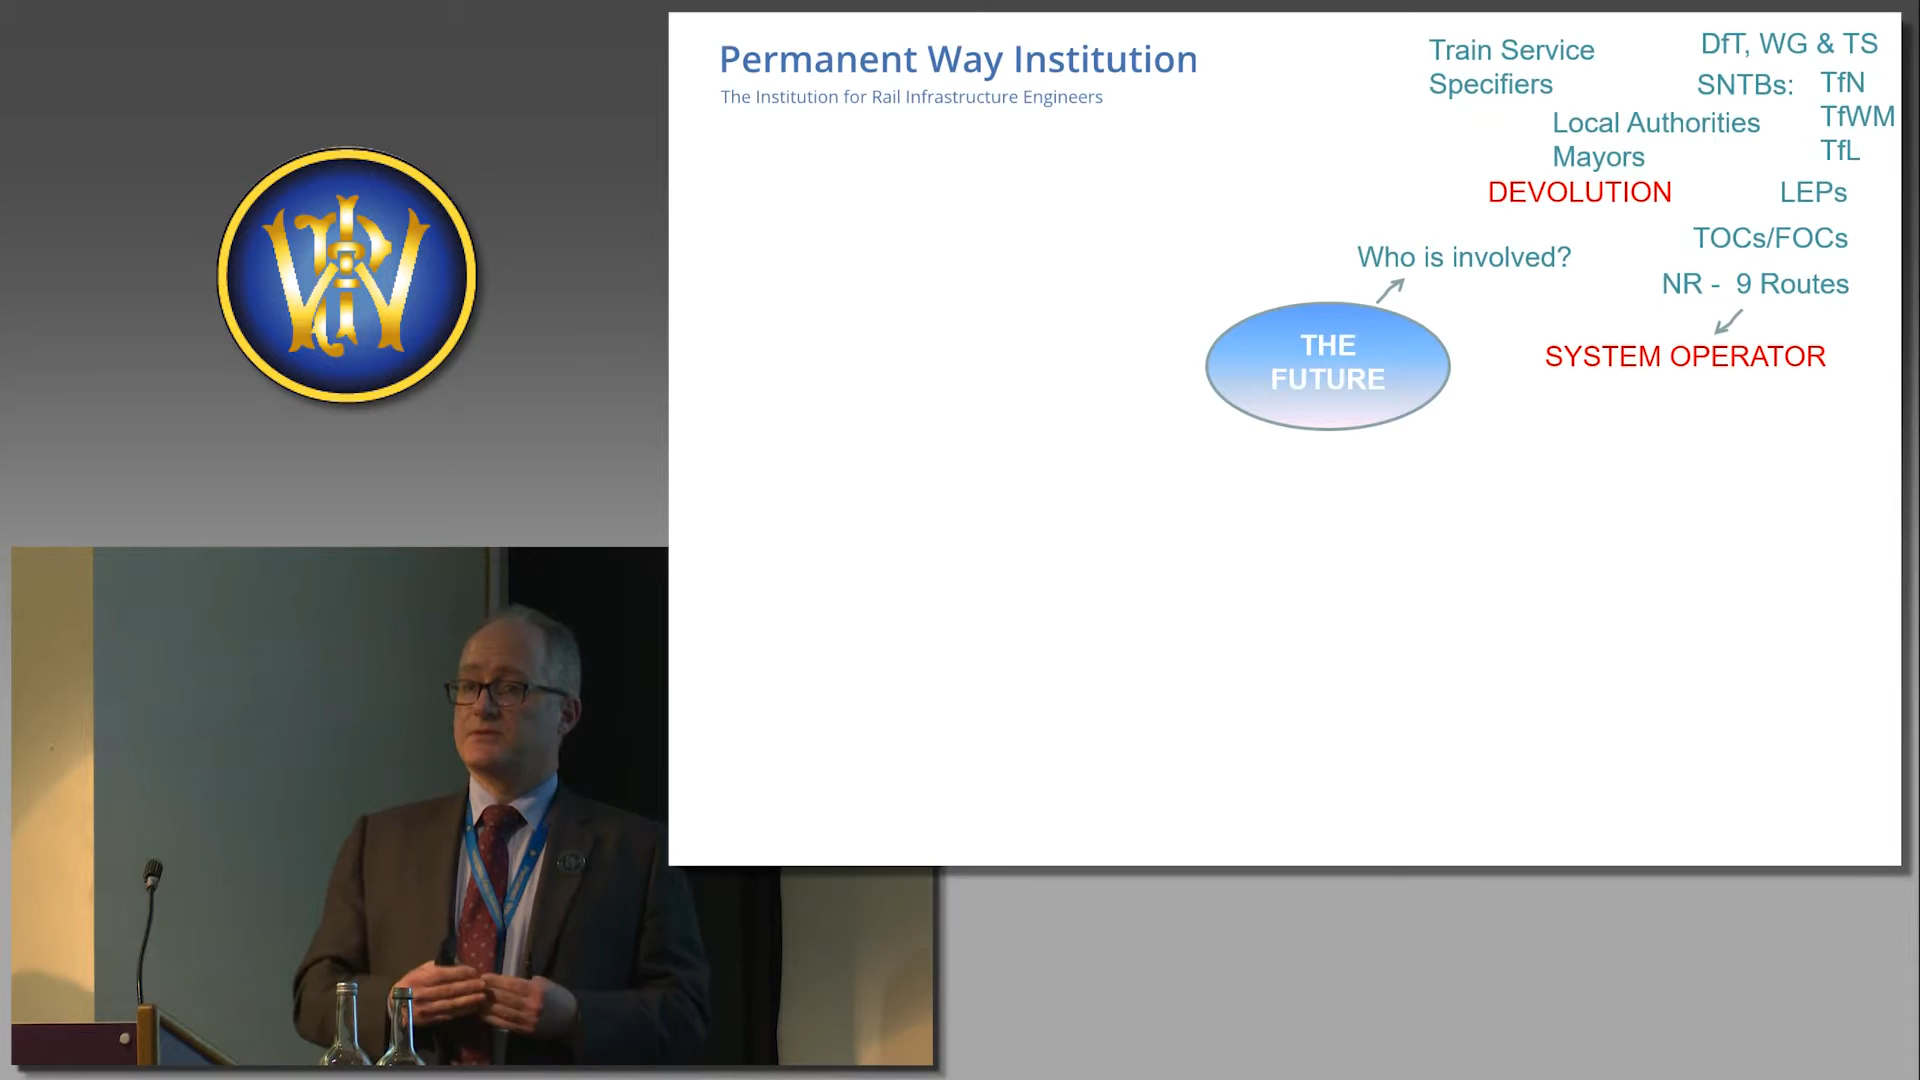 Permanent Way Institution
The Institution for Rail Infrastructure Engineers
Train Service
Specifiers
DfT, WG & TS
SNTBs:
TfN
TfWM
TfL
Local Authorities
Mayors
DEVOLUTION
LEPs
TOCs/FOCs
Who is involved?
NR - 9 Routes
THE
FUTURE
SYSTEM OPERATOR